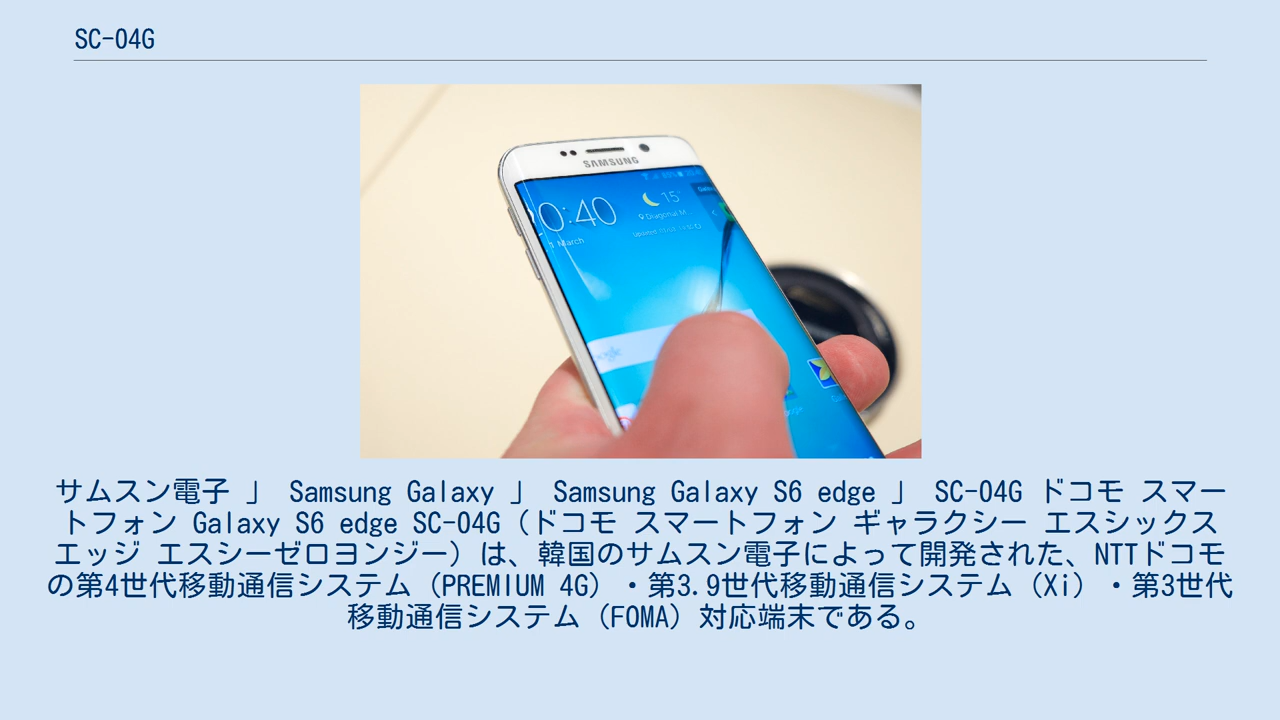 SC-04G
SAMSUNG
0:40
15°
Diagonal M...
March
サムスン電子 」 Samsung Galaxy 」 Samsung Galaxy S6 edge 」 SC-04G ドコモ スマー
トフォン Galaxy S6 edge SC-04G（ドコモ スマートフォン ギャラクシー エスシックス
エッジ エスシーゼロヨンジー）は、韓国のサムスン電子によって開発された、NTTドコモ
の第4世代移動通信システム（PREMIUM 4G）・第3.9世代移動通信システム（Xi）・第3世代
移動通信システム（FOMA）対応端末である。